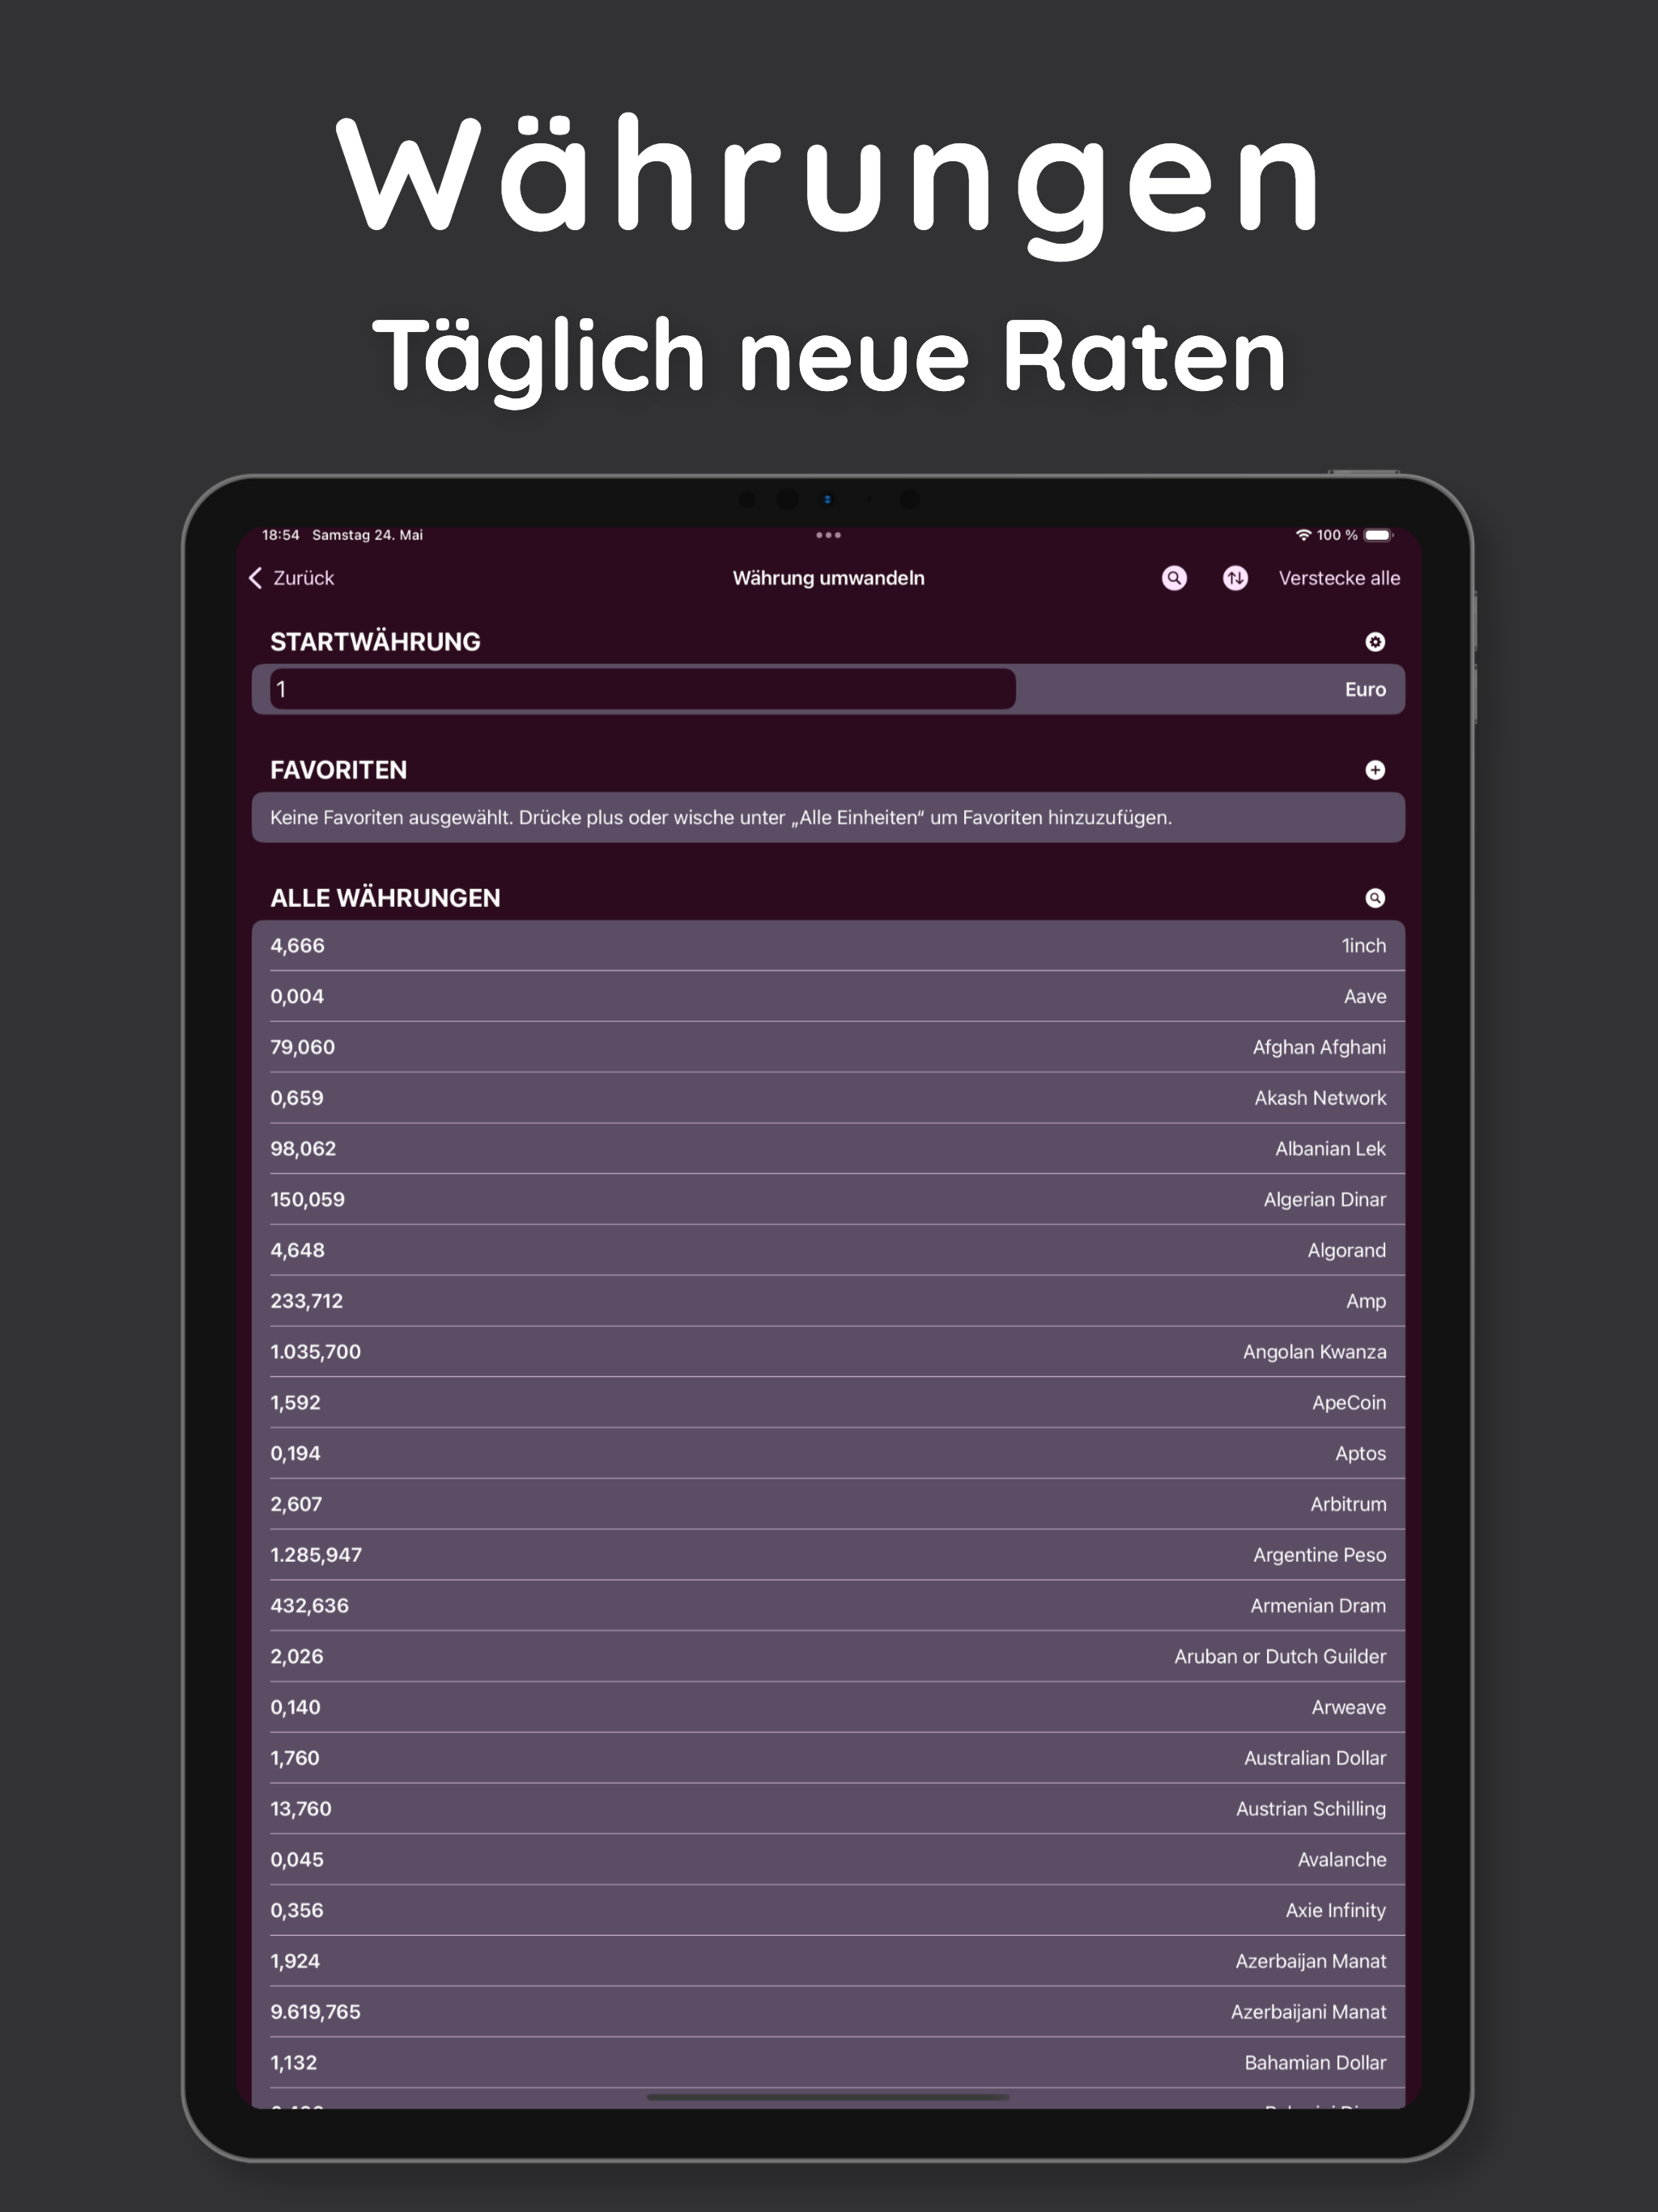 Währungen
Täglich neue Raten
18:54 Samstag 24. Mai
100 %
Zurück
Währung umwandeln
Verstecke alle
STARTWÄHRUNG
1 Euro
FAVORITEN
Keine Favoriten ausgewählt. Drücke plus oder wische unter „Alle Einheiten“ um Favoriten hinzuzufügen.
ALLE WÄHRUNGEN
4,666 1inch
0,004 Aave
79,060 Afghan Afghani
0,659 Akash Network
98,062 Albanian Lek
150,059 Algerian Dinar
4,648 Algorand
233,712 Amp
1.035,700 Angolan Kwanza
1,592 ApeCoin
0,194 Aptos
2,607 Arbitrum
1.285,947 Argentine Peso
432,636 Armenian Dram
2,026 Aruban or Dutch Guilder
0,140 Arweave
1,760 Australian Dollar
13,760 Austrian Schilling
0,045 Avalanche
0,356 Axie Infinity
1,924 Azerbaijan Manat
9.619,765 Azerbaijani Manat
1,132 Bahamian Dollar